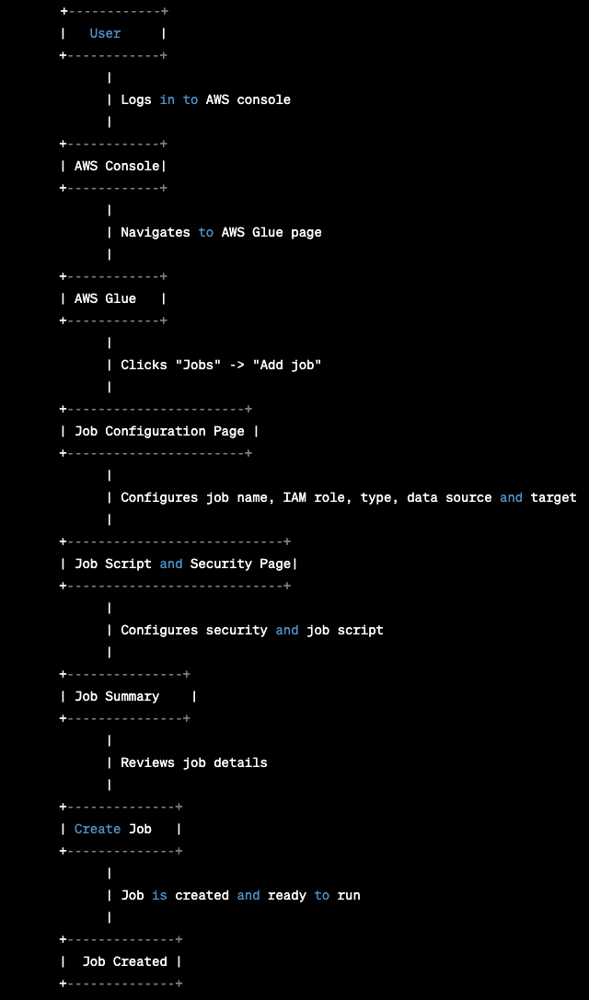 +------------+
|   User     |
+------------+
      |
      | Logs in to AWS console
      |
+------------+
| AWS Console|
+------------+
      |
      | Navigates to AWS Glue page
      |
+------------+
| AWS Glue   |
+------------+
      |
      | Clicks "Jobs" -> "Add job"
      |
+-----------------------+
| Job Configuration Page |
+-----------------------+
      |
      | Configures job name, IAM role, type, data source and target
      |
+----------------------------+
| Job Script and Security Page|
+----------------------------+
      |
      | Configures security and job script
      |
+---------------+
| Job Summary    |
+---------------+
      |
      | Reviews job details
      |
+--------------+
| Create Job   |
+--------------+
      |
      | Job is created and ready to run
      |
+--------------+
|  Job Created |
+--------------+